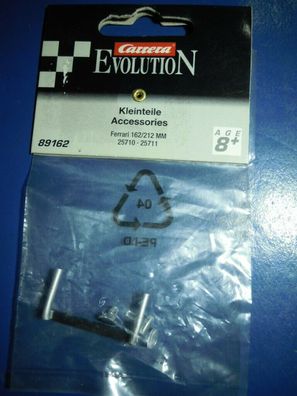 Carrera
EVOLUTION
Kleinteile
Accessories
Ferrari 162/212 MM
25710 - 25711
89162
AGE
8+
04
PE-LD